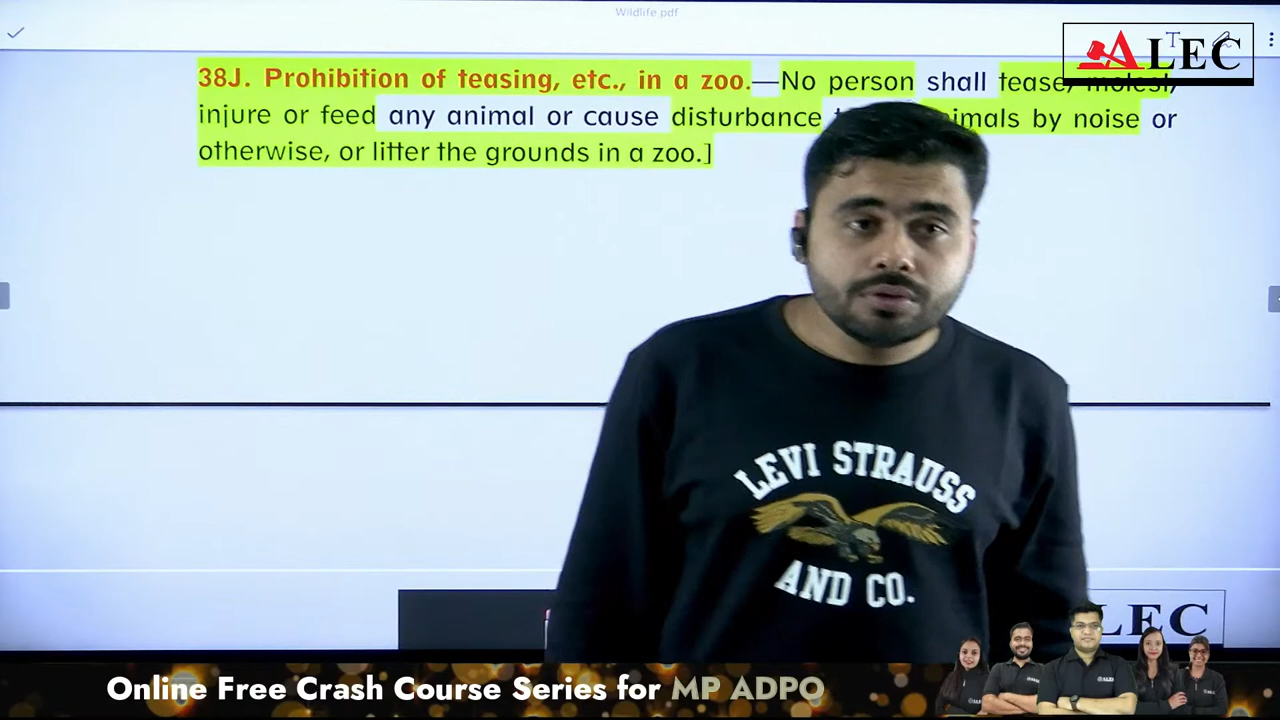 Wildlife.pdf
ALEC
38J. Prohibition of teasing, etc., in a zoo.—No person shall tease, molest,
injure or feed any animal or cause disturbance animals by noise or
otherwise, or litter the grounds in a zoo.]
LEVI STRAUSS
AND CO.
LEC
Online Free Crash Course Series for MP ADPO